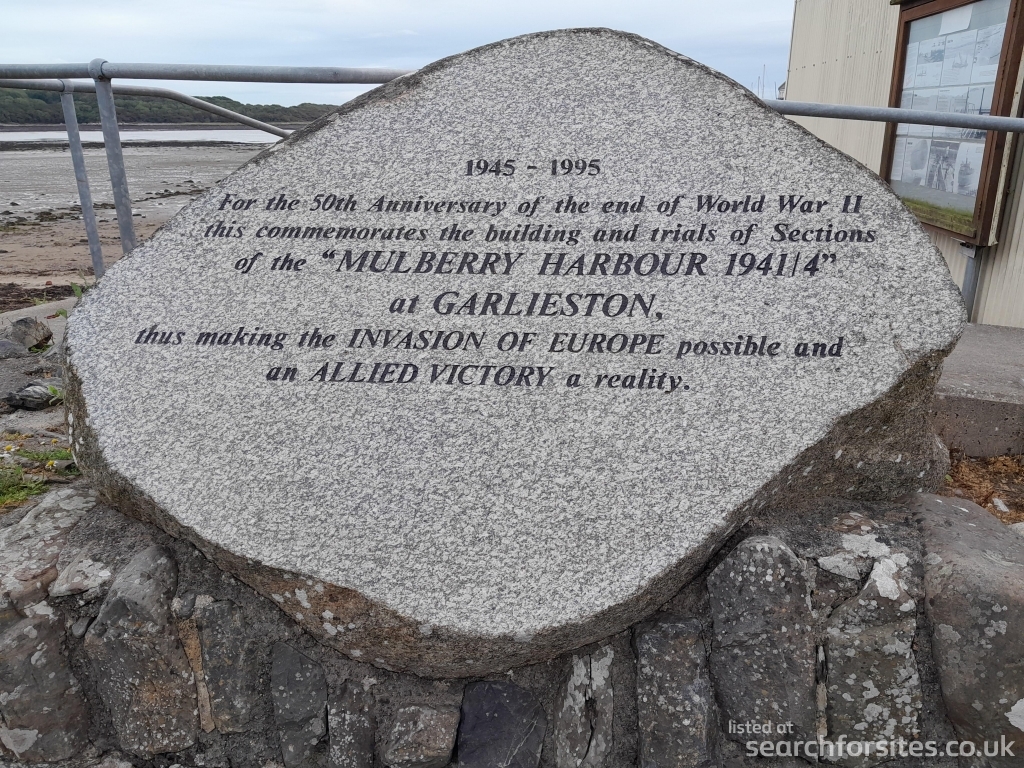 1945 - 1995
For the 50th Anniversary of the end of World War II
this commemorates the building and trials of Sections
of the "MULBERRY HARBOUR 1941/4"
at GARLIESTON,
thus making the INVASION OF EUROPE possible and
an ALLIED VICTORY a reality.
listed at
searchforsites.co.uk